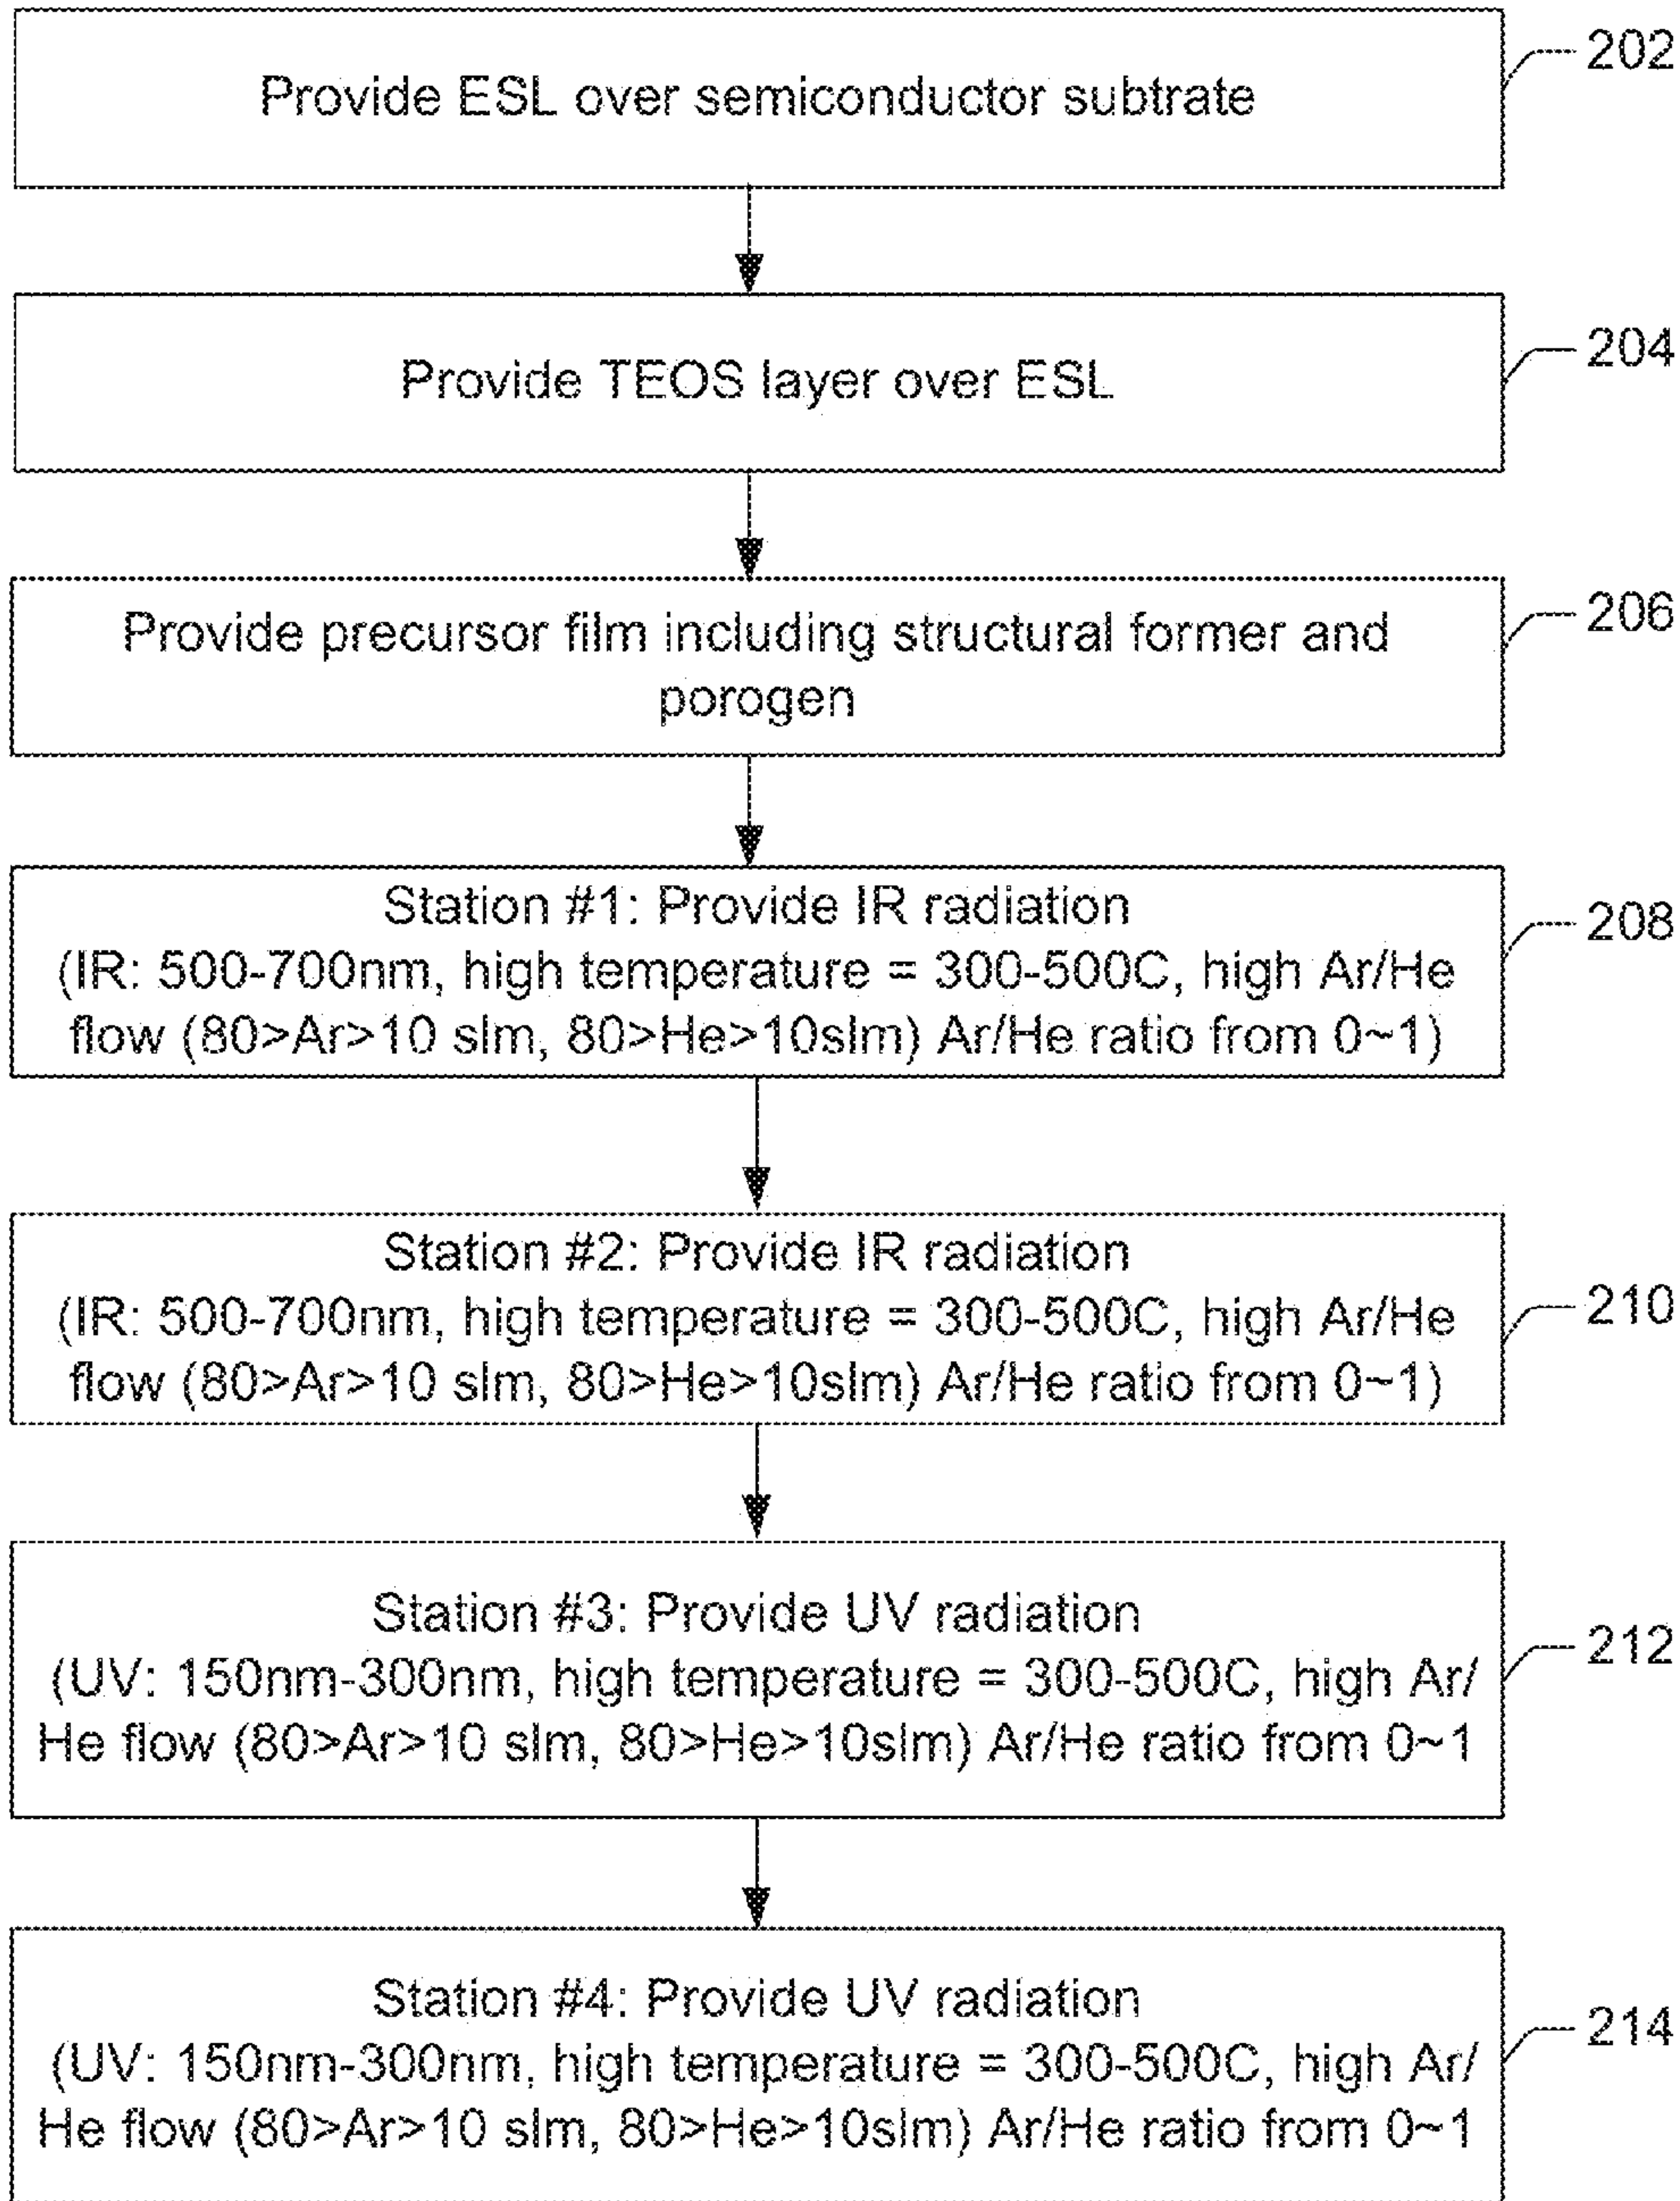 Provide ESL over semiconductor subtrate
202
Provide TEOS layer over ESL
204
Provide precursor film including structural former and
porogen
206
Station #1: Provide IR radiation
(IR: 500-700nm, high temperature = 300-500C, high Ar/He
flow (80>Ar>10 slm, 80>He>10slm) Ar/He ratio from 0~1)
208
Station #2: Provide IR radiation
(IR: 500-700nm, high temperature = 300-500C, high Ar/He
flow (80>Ar>10 slm, 80>He>10slm) Ar/He ratio from 0~1)
210
Station #3: Provide UV radiation
(UV: 150nm-300nm, high temperature = 300-500C, high Ar/
He flow (80>Ar>10 slm, 80>He>10slm) Ar/He ratio from 0~1
212
Station #4: Provide UV radiation
(UV: 150nm-300nm, high temperature = 300-500C, high Ar/
He flow (80>Ar>10 slm, 80>He>10slm) Ar/He ratio from 0~1
214